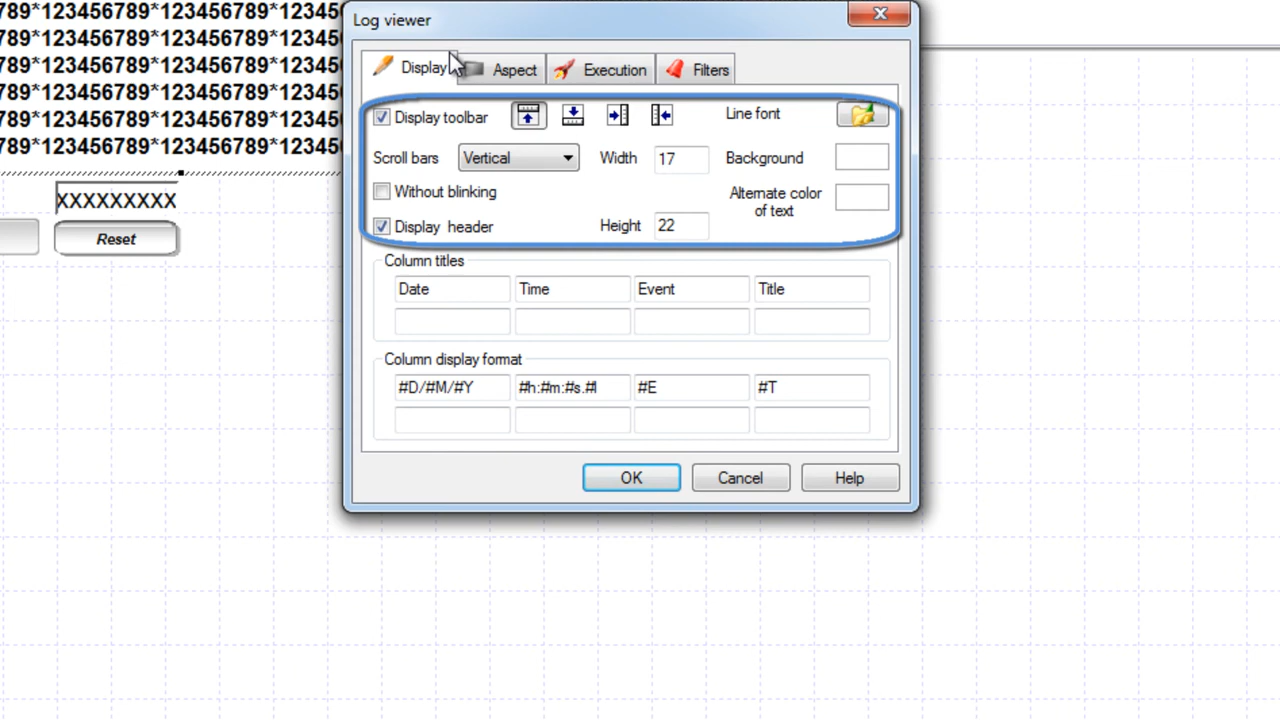 789*123456789*123456789*12345
789*123456789*123456789*12345
789*123456789*123456789*12345
789*123456789*123456789*12345
789*123456789*123456789*12345
789*123456789*123456789*12345
XXXXXXXXX
Reset
Log viewer
Display Aspect Execution Filters
Display toolbar Line font
Scroll bars Vertical Width 17 Background
Without blinking Alternate color
of text
Display header Height 22
Column titles
Date Time Event Title
Column display format
#D/#M/#Y #h:#m:#s.#l #E #T
OK Cancel Help